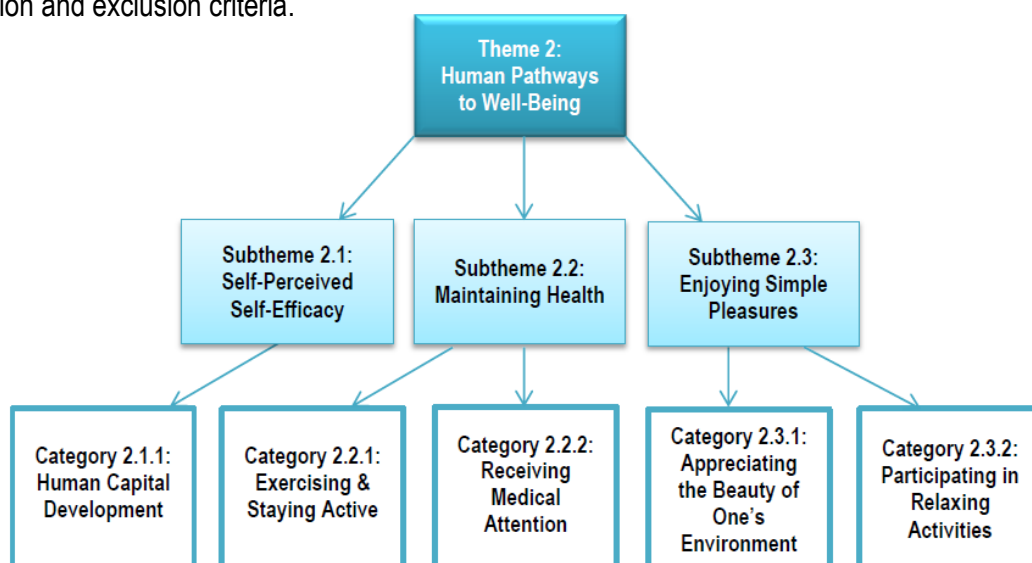 ion and exclusion criteria.
Theme 2:
Human Pathways
to Well-Being
Subtheme 2.1:
Self-Perceived
Self-Efficacy
Subtheme 2.2:
Maintaining Health
Subtheme 2.3:
Enjoying Simple
Pleasures
Category 2.1.1:
Human Capital
Development
Category 2.2.1:
Exercising &
Staying Active
Category 2.2.2:
Receiving
Medical
Attention
Category 2.3.1:
Appreciating
the Beauty of
One's
Environment
Category 2.3.2:
Participating in
Relaxing
Activities